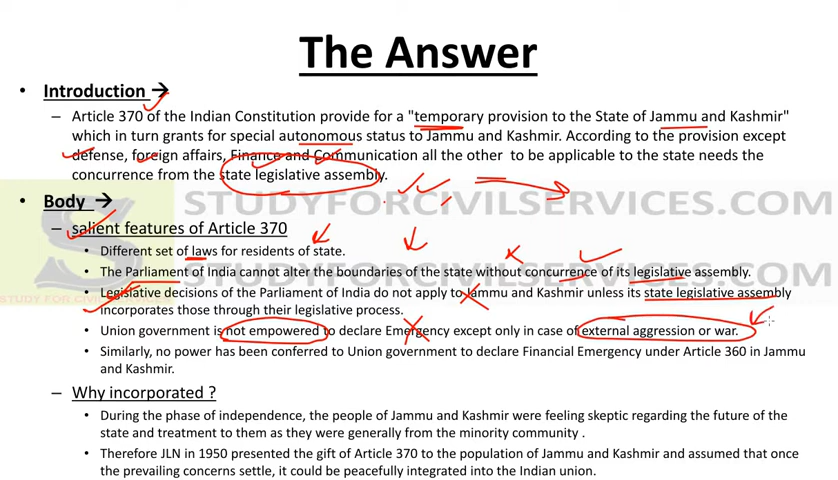 The Answer
• Introduction →
– Article 370 of the Indian Constitution provide for a "temporary provision to the State of Jammu and Kashmir"
which in turn grants for special autonomous status to Jammu and Kashmir. According to the provision except
defense, foreign affairs, Finance and Communication all the other to be applicable to the state needs the
concurrence from the state legislative assembly.
STUDYFORCIVILSERVICES.COM
• Body →
– salient features of Article 370
• Different set of laws for residents of state.
• The Parliament of India cannot alter the boundaries of the state without concurrence of its legislative assembly.
STUDYFORCIVILSERVICES.COM
• Legislative decisions of the Parliament of India do not apply to Jammu and Kashmir unless its state legislative assembly
incorporates those through their legislative process.
• Union government is not empowered to declare Emergency except only in case of external aggression or war.
• Similarly, no power has been conferred to Union government to declare Financial Emergency under Article 360 in Jammu
and Kashmir.
– Why incorporated ?
• During the phase of independence, the people of Jammu and Kashmir were feeling skeptic regarding the future of the
state and treatment to them as they were generally from the minority community .
• Therefore JLN in 1950 presented the gift of Article 370 to the population of Jammu and Kashmir and assumed that once
the prevailing concerns settle, it could be peacefully integrated into the Indian union.